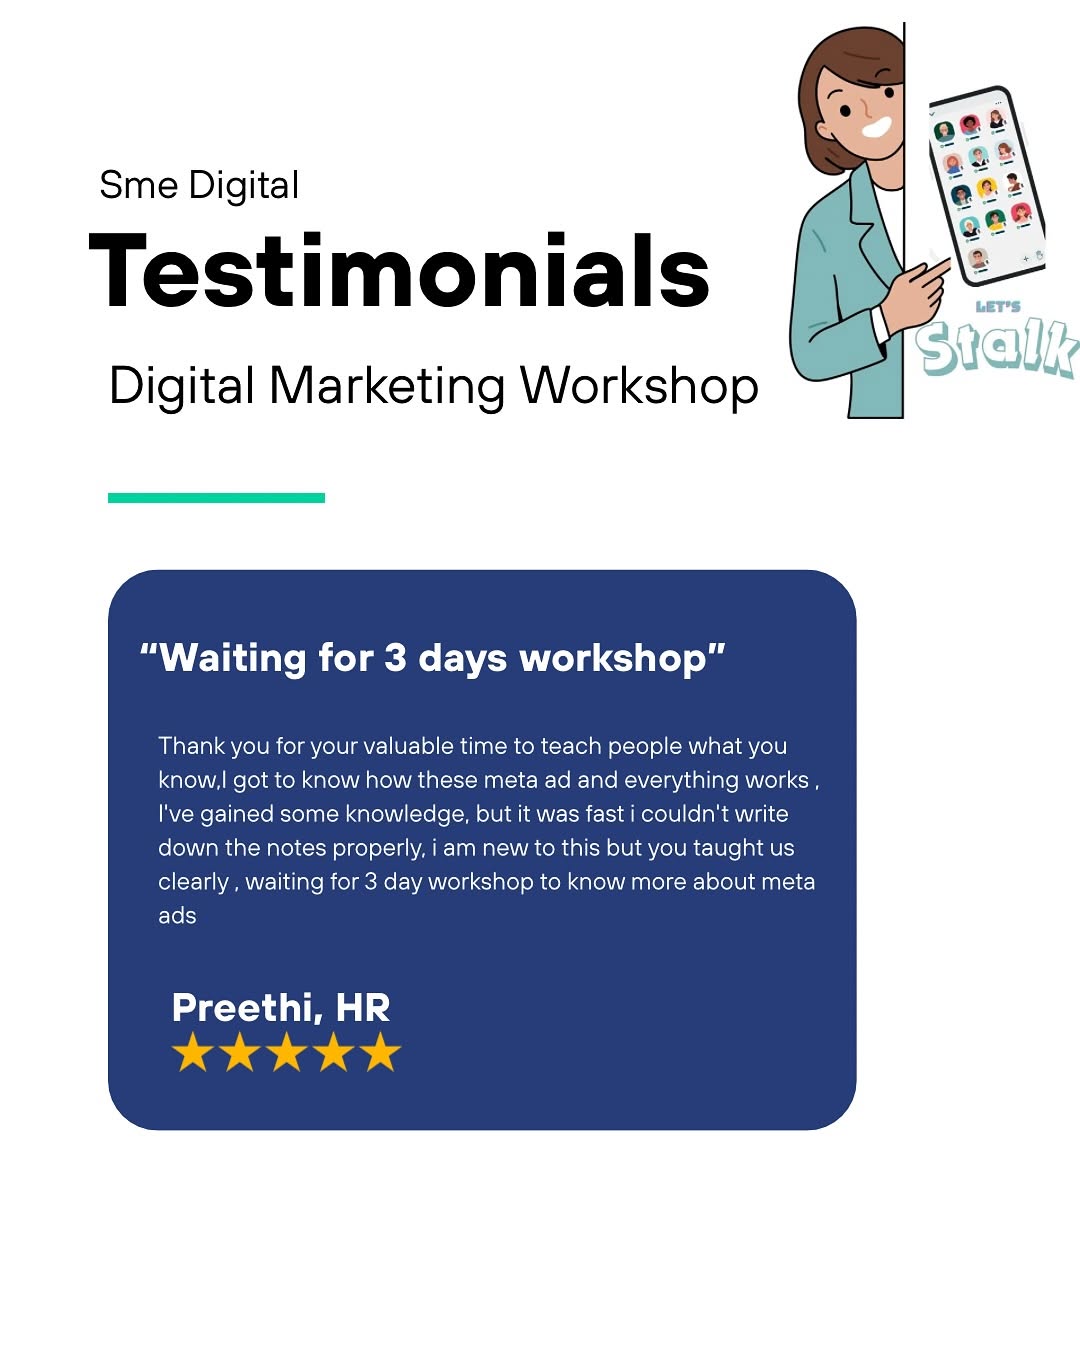 Sme Digital
Testimonials
Digital Marketing Workshop
LET'S
Stalk
“Waiting for 3 days workshop”
Thank you for your valuable time to teach people what you
know,I got to know how these meta ad and everything works ,
I've gained some knowledge, but it was fast i couldn't write
down the notes properly, i am new to this but you taught us
clearly , waiting for 3 day workshop to know more about meta
ads
Preethi, HR